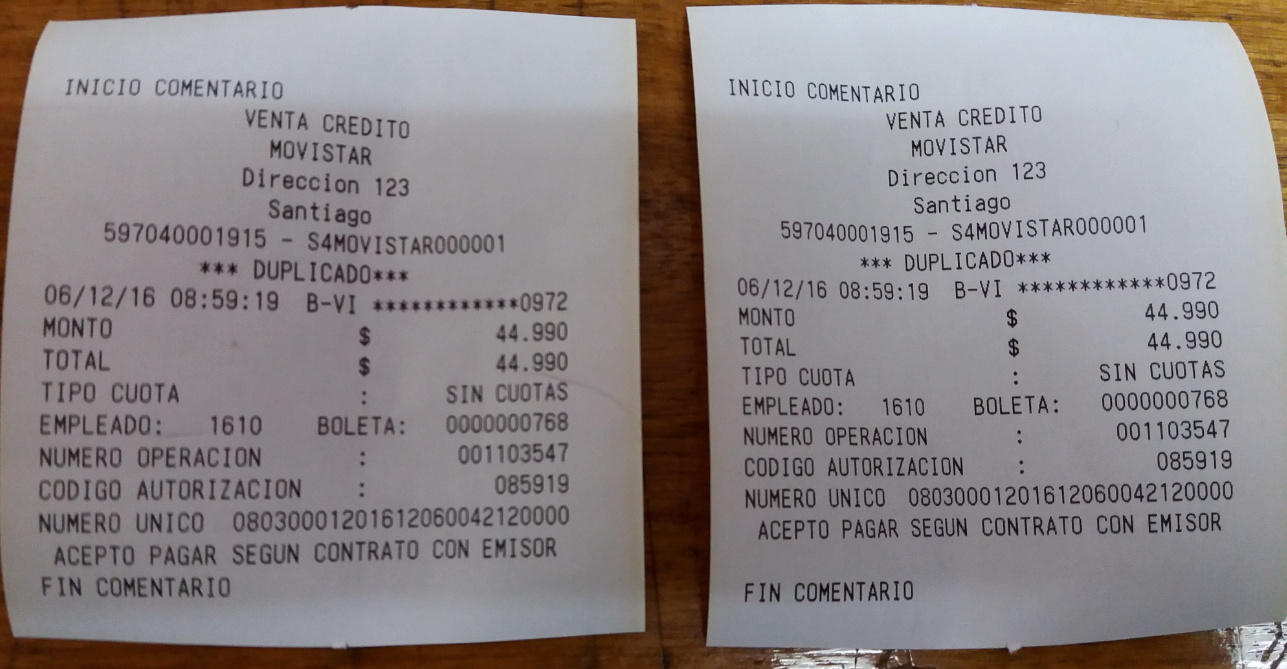 INICIO COMENTARIO
VENTA CREDITO
MOVISTAR
Direccion 123
Santiago
597040001915 - S4MOVISTAR000001
*** DUPLICADO***
06/12/16 08:59:19 B-VI ************0972
MONTO $ 44.990
TOTAL $ 44.990
TIPO CUOTA : SIN CUOTAS
EMPLEADO: 1610 BOLETA: 0000000768
NUMERO OPERACION : 001103547
CODIGO AUTORIZACION : 085919
NUMERO UNICO 08030001201612060042120000
ACEPTO PAGAR SEGUN CONTRATO CON EMISOR
FIN COMENTARIO
INICIO COMENTARIO
VENTA CREDITO
MOVISTAR
Direccion 123
Santiago
597040001915 - S4MOVISTAR000001
*** DUPLICADO***
06/12/16 08:59:19 B-VI ************0972
MONTO $ 44.990
TOTAL $ 44.990
TIPO CUOTA : SIN CUOTAS
EMPLEADO: 1610 BOLETA: 0000000768
NUMERO OPERACION : 001103547
CODIGO AUTORIZACION : 085919
NUMERO UNICO 08030001201612060042120000
ACEPTO PAGAR SEGUN CONTRATO CON EMISOR
FIN COMENTARIO